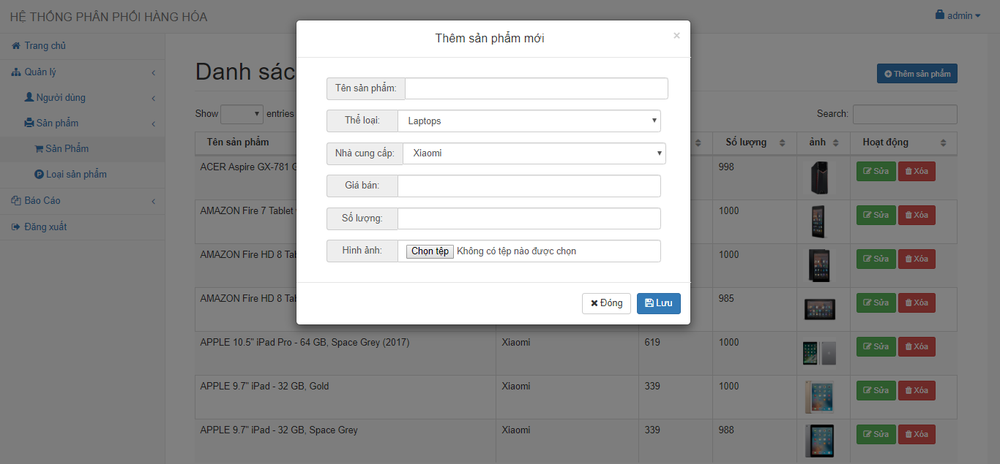 HỆ THỐNG PHÂN PHỐI HÀNG HÓA
admin
Trang chủ
Quản lý
Người dùng
Sản phẩm
Sản Phẩm
Loại sản phẩm
Báo Cáo
Đăng xuất
Thêm sản phẩm mới ×
Tên sản phẩm:
Thể loại: Laptops
Nhà cung cấp: Xiaomi
Giá bán:
Số lượng:
Hình ảnh: Chọn tệp Không có tệp nào được chọn
Đóng Lưu
Danh sác
Thêm sản phẩm
Show entries Search:
Tên sản phẩm Số lượng ảnh Hoạt động
ACER Aspire GX-781 998 Sửa Xóa
AMAZON Fire 7 Tablet 1000 Sửa Xóa
AMAZON Fire HD 8 Tab 1000 Sửa Xóa
AMAZON Fire HD 8 Tab 985 Sửa Xóa
APPLE 10.5" iPad Pro - 64 GB, Space Grey (2017) Xiaomi 619 1000 Sửa Xóa
APPLE 9.7" iPad - 32 GB, Gold Xiaomi 339 1000 Sửa Xóa
APPLE 9.7" iPad - 32 GB, Space Grey Xiaomi 339 988 Sửa Xóa